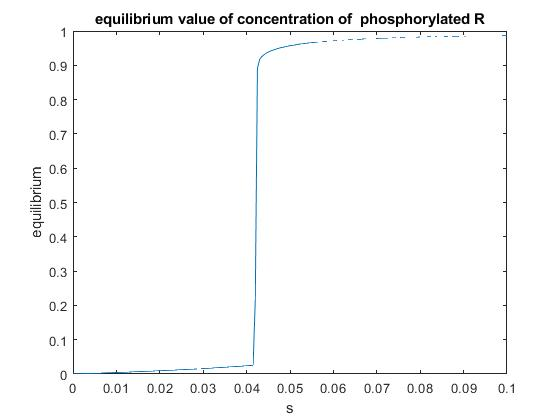 equilibrium value of concentration of  phosphorylated R
1
0.9
0.8
0.7
0.6
0.5
0.4
0.3
0.2
0.1
0
equilibrium
0 0.01 0.02 0.03 0.04 0.05 0.06 0.07 0.08 0.09 0.1
s